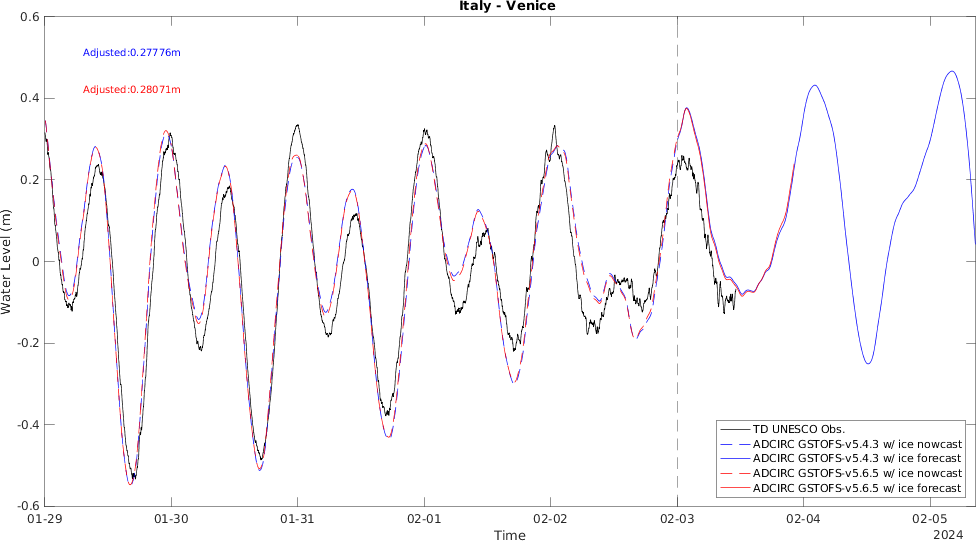 Italy - Venice
Adjusted:0.27776m
Adjusted:0.28071m
Water Level (m)
0.6
0.4
0.2
0
-0.2
-0.4
-0.6
TD UNESCO Obs.
ADCIRC GSTOFS-v5.4.3 w/ ice nowcast
ADCIRC GSTOFS-v5.4.3 w/ ice forecast
ADCIRC GSTOFS-v5.6.5 w/ ice nowcast
ADCIRC GSTOFS-v5.6.5 w/ ice forecast
01-29 01-30 01-31 02-01 02-02 02-03 02-04 02-05
Time
2024